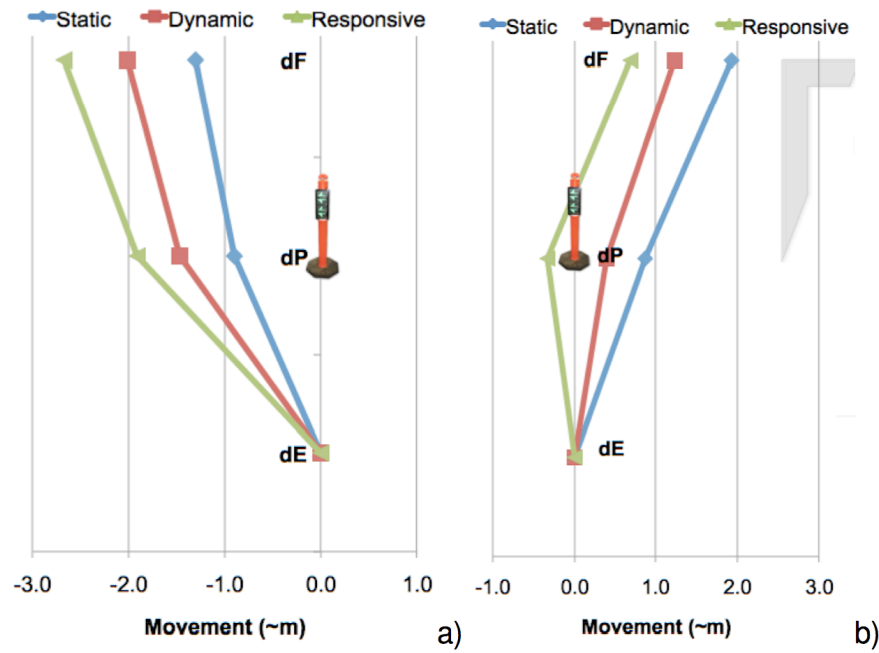 Static Dynamic Responsive
dF
dP
dE
-3.0 -2.0 -1.0 0.0 1.0
Movement (~m)
a)
Static Dynamic Responsive
dF
dP
dE
-1.0 0.0 1.0 2.0 3.0
Movement (~m)
b)